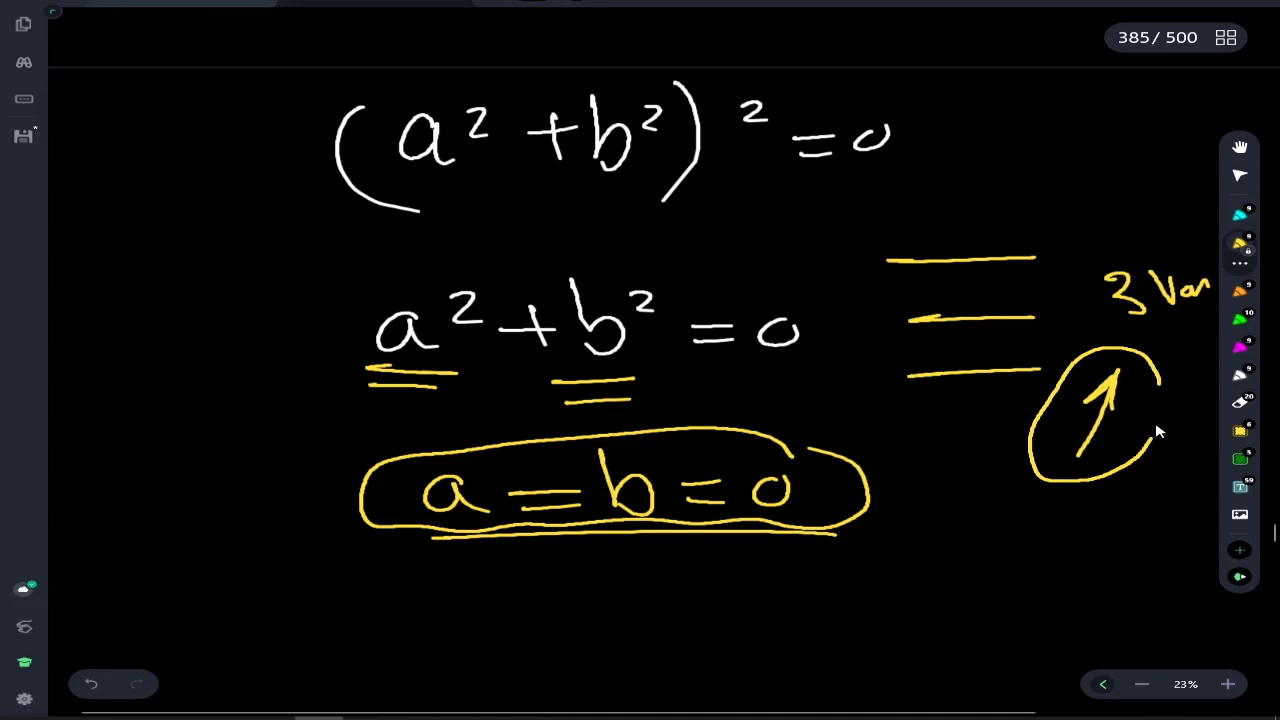 385/ 500
(a² + b²)² = 0
3 Var
a² + b² = 0
a = b = 0
23%